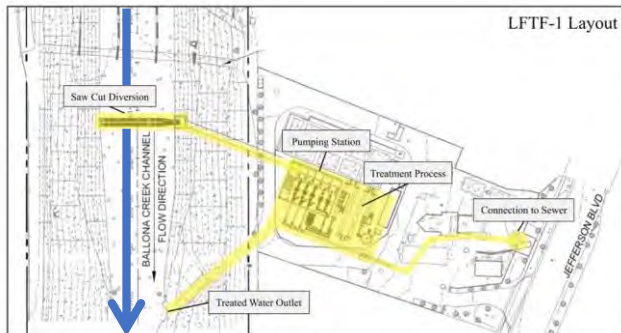 LFTF-1 Layout
Saw Cut Diversion
Pumping Station
Treatment Process
Connection to Sewer
BALLONA CREEK CHANNEL
FLOW DIRECTION
JEFFERSON BLVD
Treated Water Outlet